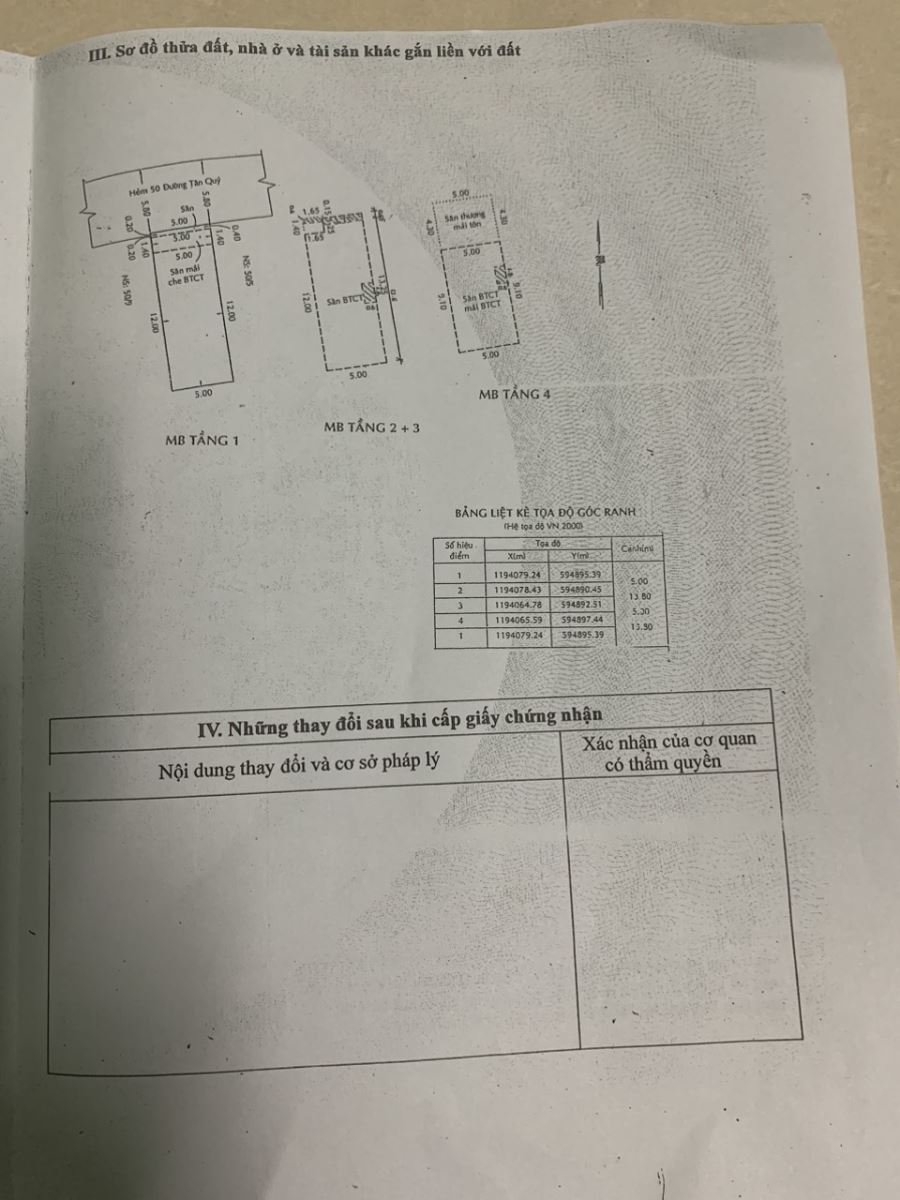 III. Sơ đồ thửa đất, nhà ở và tài sản khác gắn liền với đất
Hẻm 50 Đường Tân Quý
5.80
5.80
Sân
5.00
0.20
0.20
1.40
3.00
5.00
1.40
0.40
Sân mái
che BTCT
12.00
12.00
5.00
MB TẦNG 1
1.65
0.15
1.40
1.65
12.00
Sàn BTCT
5.00
MB TẦNG 2 + 3
5.00
4.30
Sân thượng
mái tôn
4.30
5.00
9.10
Sàn BTCT
mái BTCT
9.10
5.00
MB TẦNG 4
BẢNG LIỆT KÊ TỌA ĐỘ GÓC RANH
(Hệ tọa độ VN 2000)
Số hiệu điểm Tọa độ Cạnh(m)
X(m) Y(m)
1 1194079.24 594895.39
5.00
2 1194078.43 594890.45
13.80
3 1194064.78 594892.51
4 1194065.59 594897.44
1 1194079.24 594895.39
IV. Những thay đổi sau khi cấp giấy chứng nhận
Nội dung thay đổi và cơ sở pháp lý
Xác nhận của cơ quan
có thẩm quyền